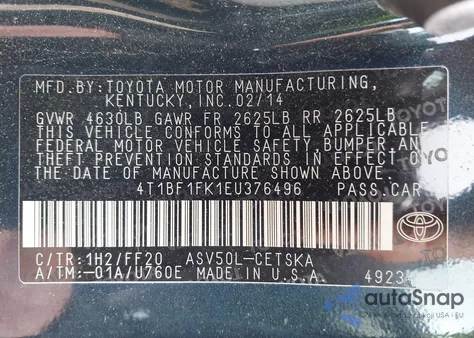 MFD.BY:TOYOTA MOTOR MANUFACTURING,
KENTUCKY, INC.02/14
GVWR 4630LB GAWR FR 2625LB RR 2625LB
THIS VEHICLE CONFORMS TO ALL APPLICABLE
FEDERAL MOTOR VEHICLE SAFETY, BUMPER,AND
THEFT PREVENTION STANDARDS IN EFFECT ON
THE DATE OF MANUFACTURE SHOWN ABOVE.
4T1BF1FK1EU376496 PASS.CAR
C/TR:1H2/FF20 ASV50L-CETSKA
A/TM:-01A/U760E MADE IN U.S.A.
4923
TOYOTA
autoSnap